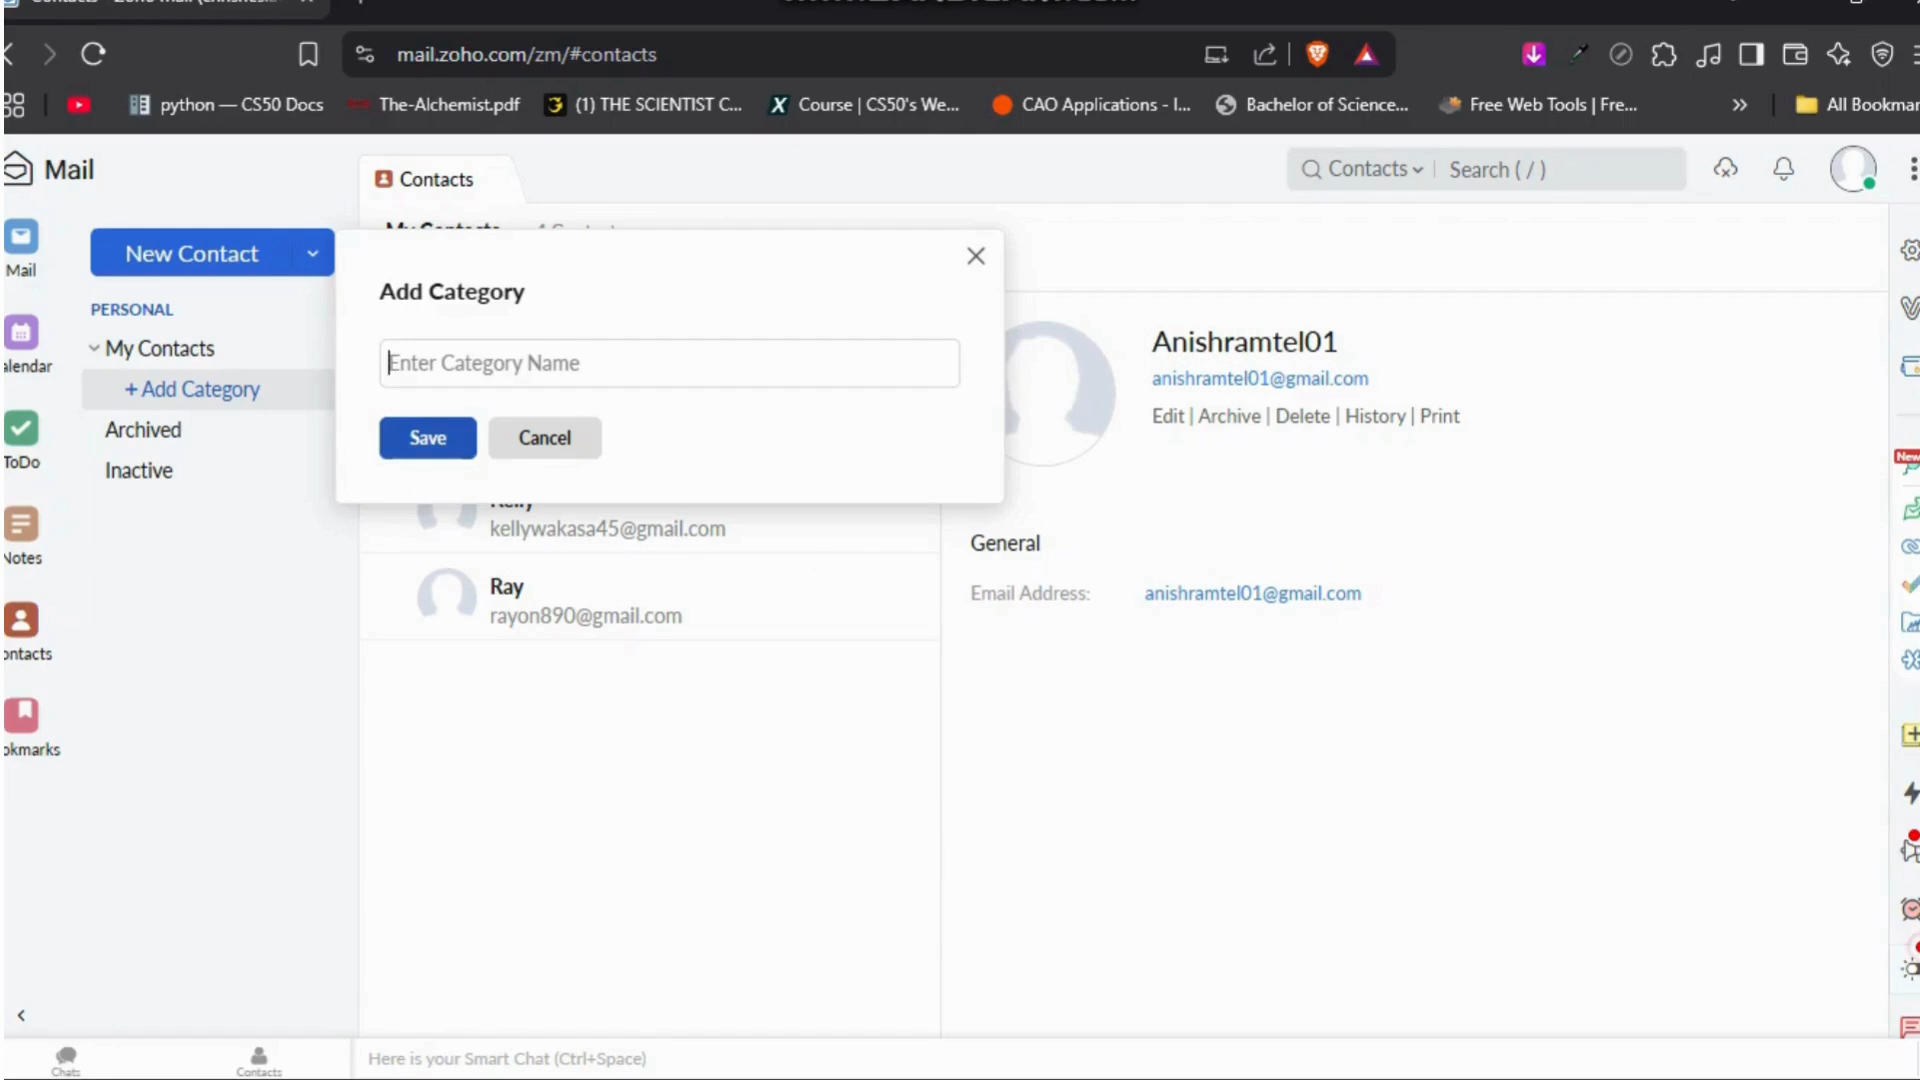 mail.zoho.com/zm/#contacts
python — CS50 Docs
The-Alchemist.pdf
(1) THE SCIENTIST C...
Course | CS50's We...
CAO Applications - I...
Bachelor of Science...
Free Web Tools | Fre...
All Bookmar
Mail
Contacts
Contacts
Search ( / )
Mail
New Contact
PERSONAL
My Contacts
+ Add Category
Archived
Inactive
alendar
ToDo
Notes
ontacts
okmarks
My Contacts
Add Category
Enter Category Name
Save
Cancel
Kelly
kellywakasa45@gmail.com
Ray
rayon890@gmail.com
Anishramtel01
anishramtel01@gmail.com
Edit | Archive | Delete | History | Print
General
Email Address:
anishramtel01@gmail.com
New
Chats
Contacts
Here is your Smart Chat (Ctrl+Space)